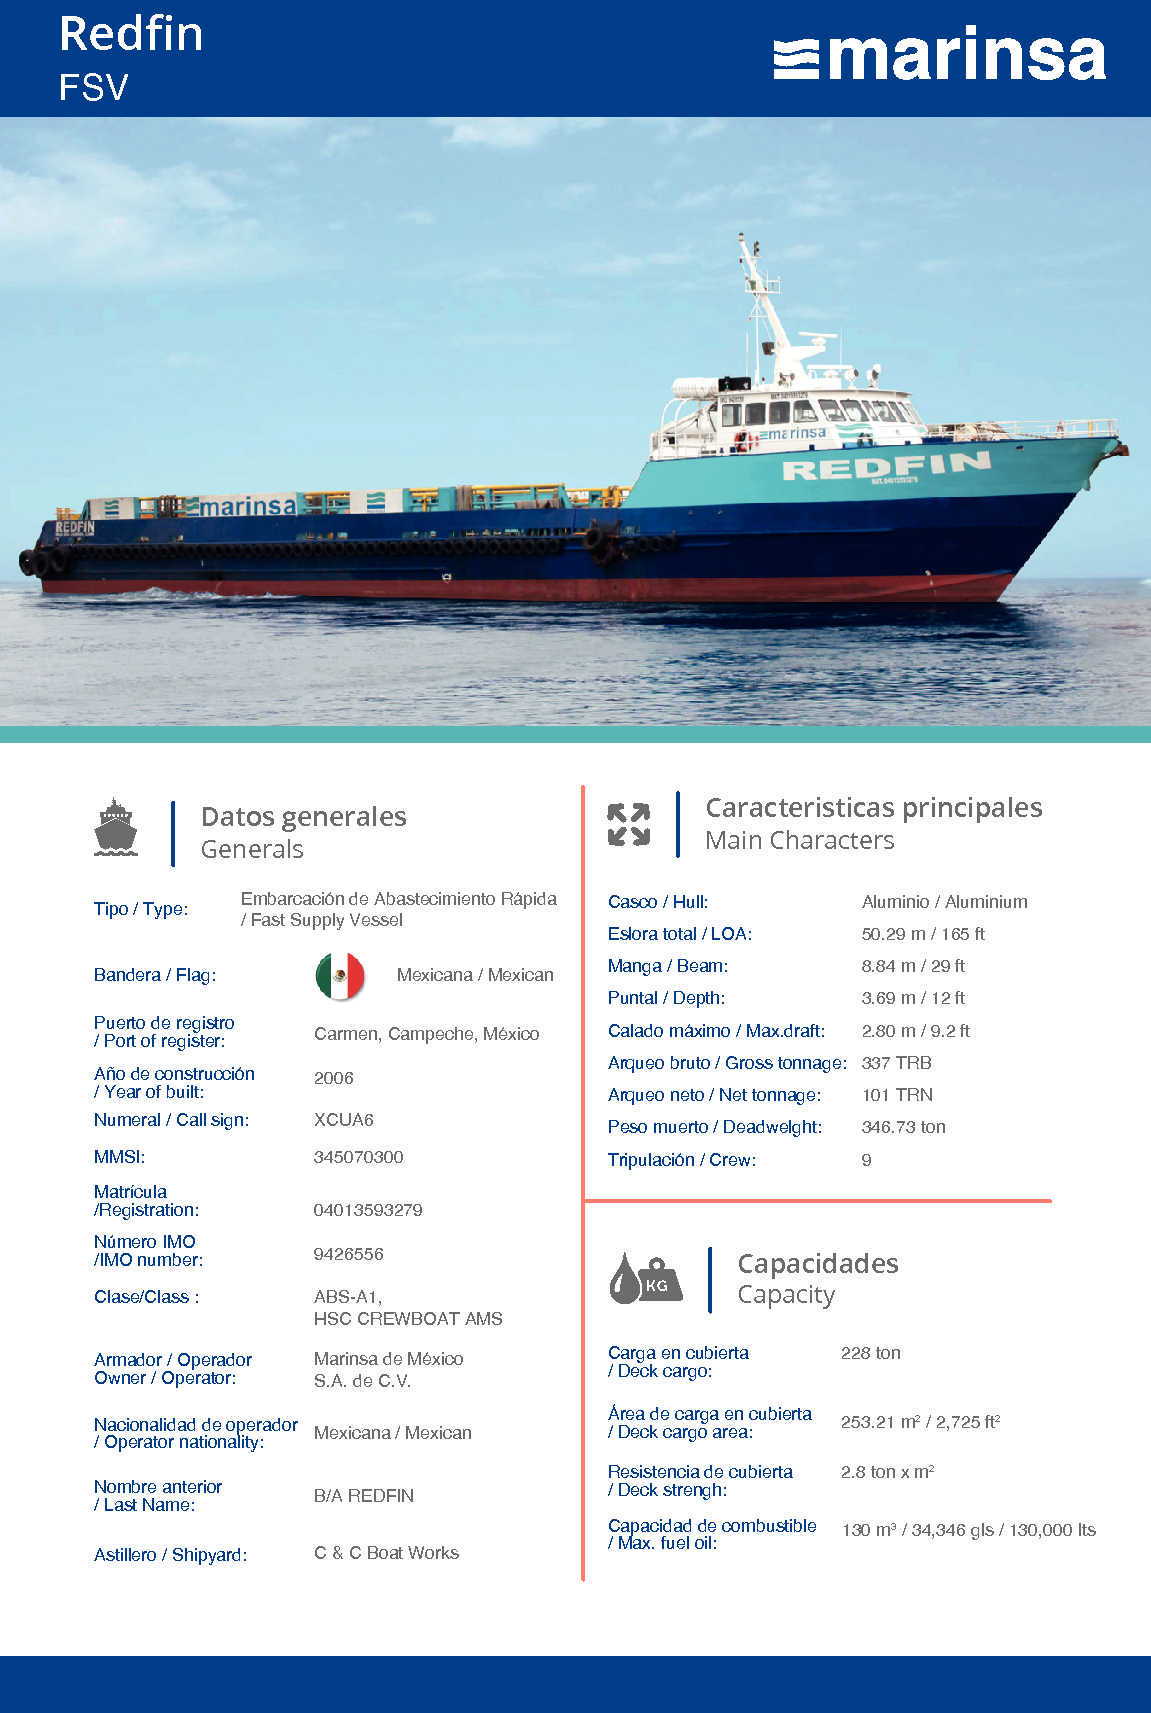 Redfin
FSV
marinsa
MAT. 04013593279
marinsa
REDFIN
MAT. 04013593279
marinsa
REDFIN
Datos generales
Generals
Tipo / Type:
Embarcación de Abastecimiento Rápida
/ Fast Supply Vessel
Bandera / Flag:
Mexicana / Mexican
Puerto de registro
/ Port of register:
Carmen, Campeche, México
Año de construcción
/ Year of built:
2006
Numeral / Call sign:
XCUA6
MMSI:
345070300
Matrícula
/Registration:
04013593279
Número IMO
/IMO number:
9426556
Clase/Class :
ABS-A1,
HSC CREWBOAT AMS
Armador / Operador
Owner / Operator:
Marinsa de México
S.A. de C.V.
Nacionalidad de operador
/ Operator nationality:
Mexicana / Mexican
Nombre anterior
/ Last Name:
B/A REDFIN
Astillero / Shipyard:
C & C Boat Works
Caracteristicas principales
Main Characters
Casco / Hull:
Aluminio / Aluminium
Eslora total / LOA:
50.29 m / 165 ft
Manga / Beam:
8.84 m / 29 ft
Puntal / Depth:
3.69 m / 12 ft
Calado máximo / Max.draft:
2.80 m / 9.2 ft
Arqueo bruto / Gross tonnage:
337 TRB
Arqueo neto / Net tonnage:
101 TRN
Peso muerto / Deadwelght:
346.73 ton
Tripulación / Crew:
9
KG
Capacidades
Capacity
Carga en cubierta
/ Deck cargo:
228 ton
Área de carga en cubierta
/ Deck cargo area:
253.21 m² / 2,725 ft²
Resistencia de cubierta
/ Deck strengh:
2.8 ton x m²
Capacidad de combustible
/ Max. fuel oil:
130 m³ / 34,346 gls / 130,000 lts